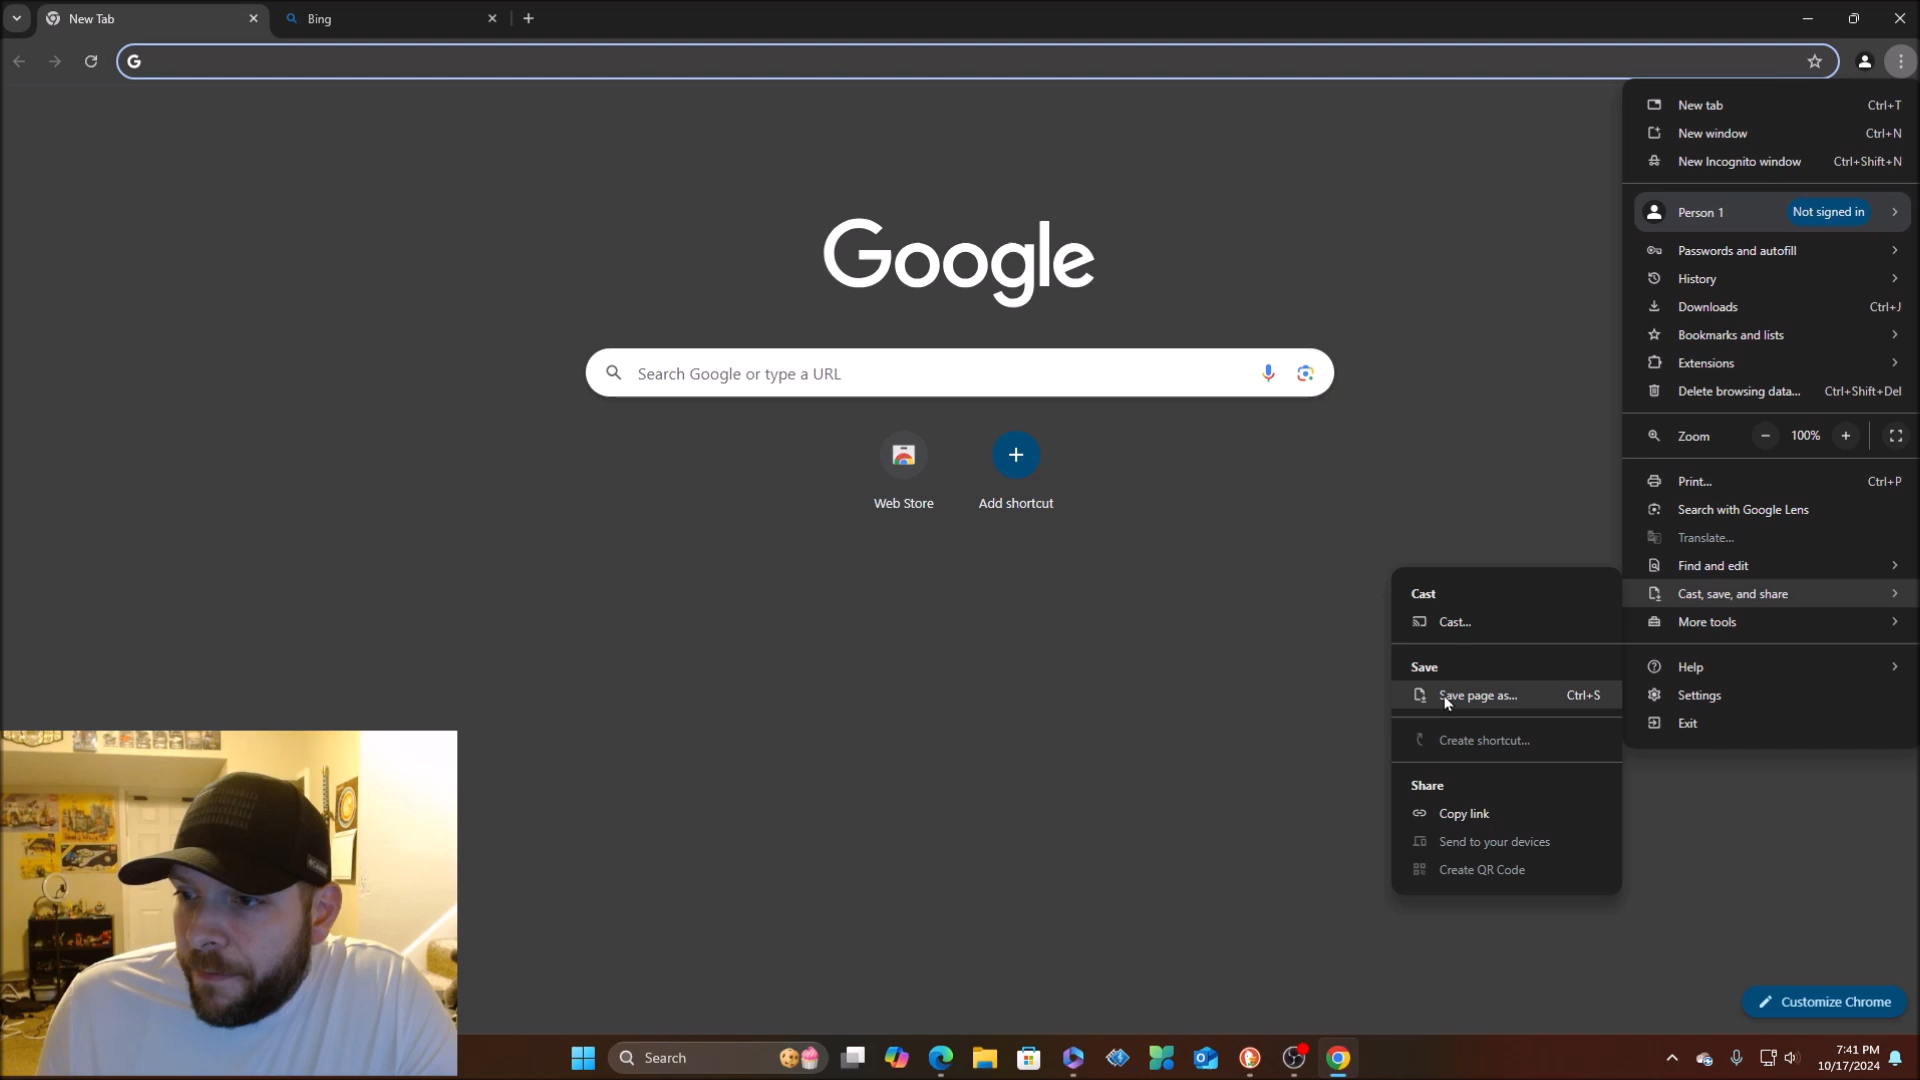 New Tab
Bing
New tab Ctrl+T
New window Ctrl+N
New Incognito window Ctrl+Shift+N
Person 1 Not signed in
Passwords and autofill
History
Downloads Ctrl+J
Bookmarks and lists
Extensions
Delete browsing data... Ctrl+Shift+Del
Zoom 100%
Print... Ctrl+P
Search with Google Lens
Translate...
Find and edit
Cast, save, and share
More tools
Help
Settings
Exit
Google
Search Google or type a URL
Web Store
Add shortcut
Cast
Cast...
Save
Save page as... Ctrl+S
Create shortcut...
Share
Copy link
Send to your devices
Create QR Code
Customize Chrome
Search
7:41 PM
10/17/2024